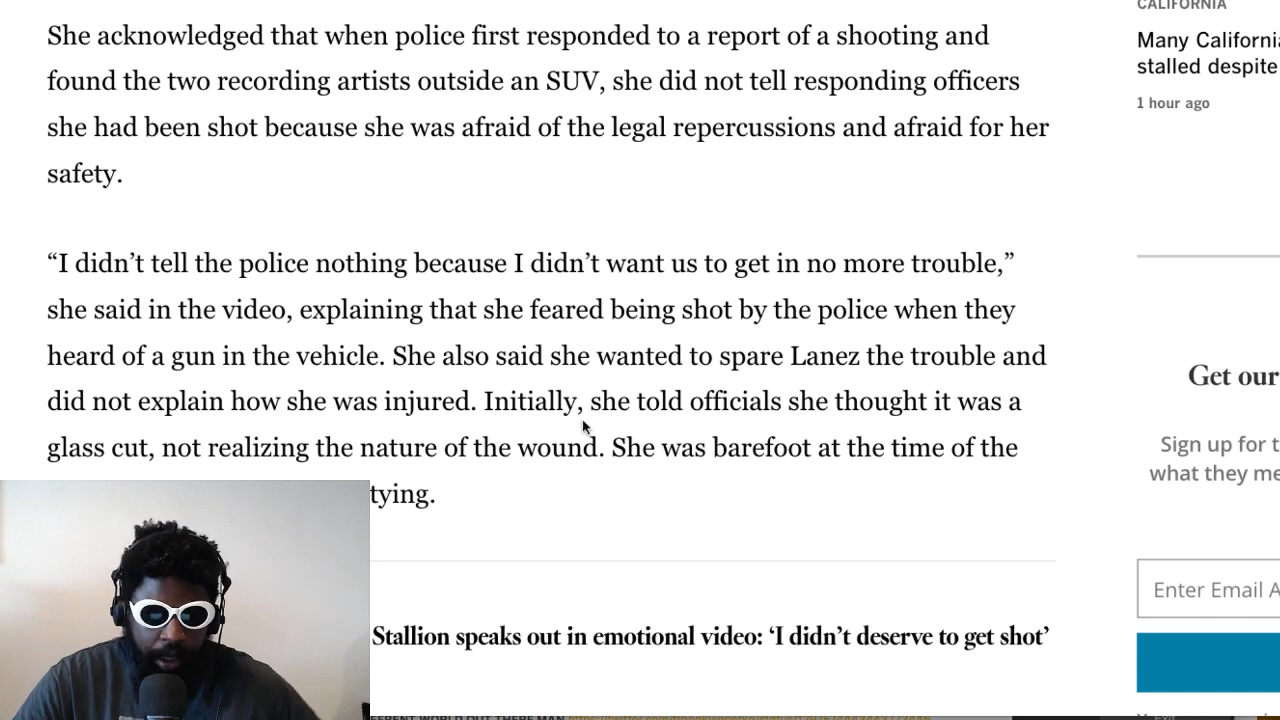 She acknowledged that when police first responded to a report of a shooting and
found the two recording artists outside an SUV, she did not tell responding officers
she had been shot because she was afraid of the legal repercussions and afraid for her
safety.
“I didn’t tell the police nothing because I didn’t want us to get in no more trouble,”
she said in the video, explaining that she feared being shot by the police when they
heard of a gun in the vehicle. She also said she wanted to spare Lanez the trouble and
did not explain how she was injured. Initially, she told officials she thought it was a
glass cut, not realizing the nature of the wound. She was barefoot at the time of the
tying.
Stallion speaks out in emotional video: ‘I didn’t deserve to get shot’
CALIFORNIA
Many California
stalled despite
1 hour ago
Get our
Sign up for t
what they me
Enter Email A